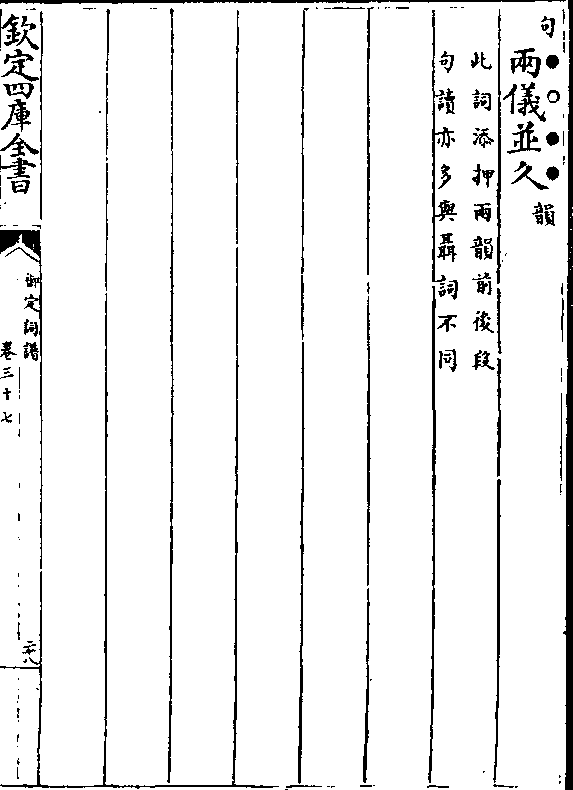 句●○●●
兩儀並久韻
此詞添押兩韻前後段
句讀亦多與聶詞不同
欽定四庫全書
御定詞譜
卷三十七
二十八